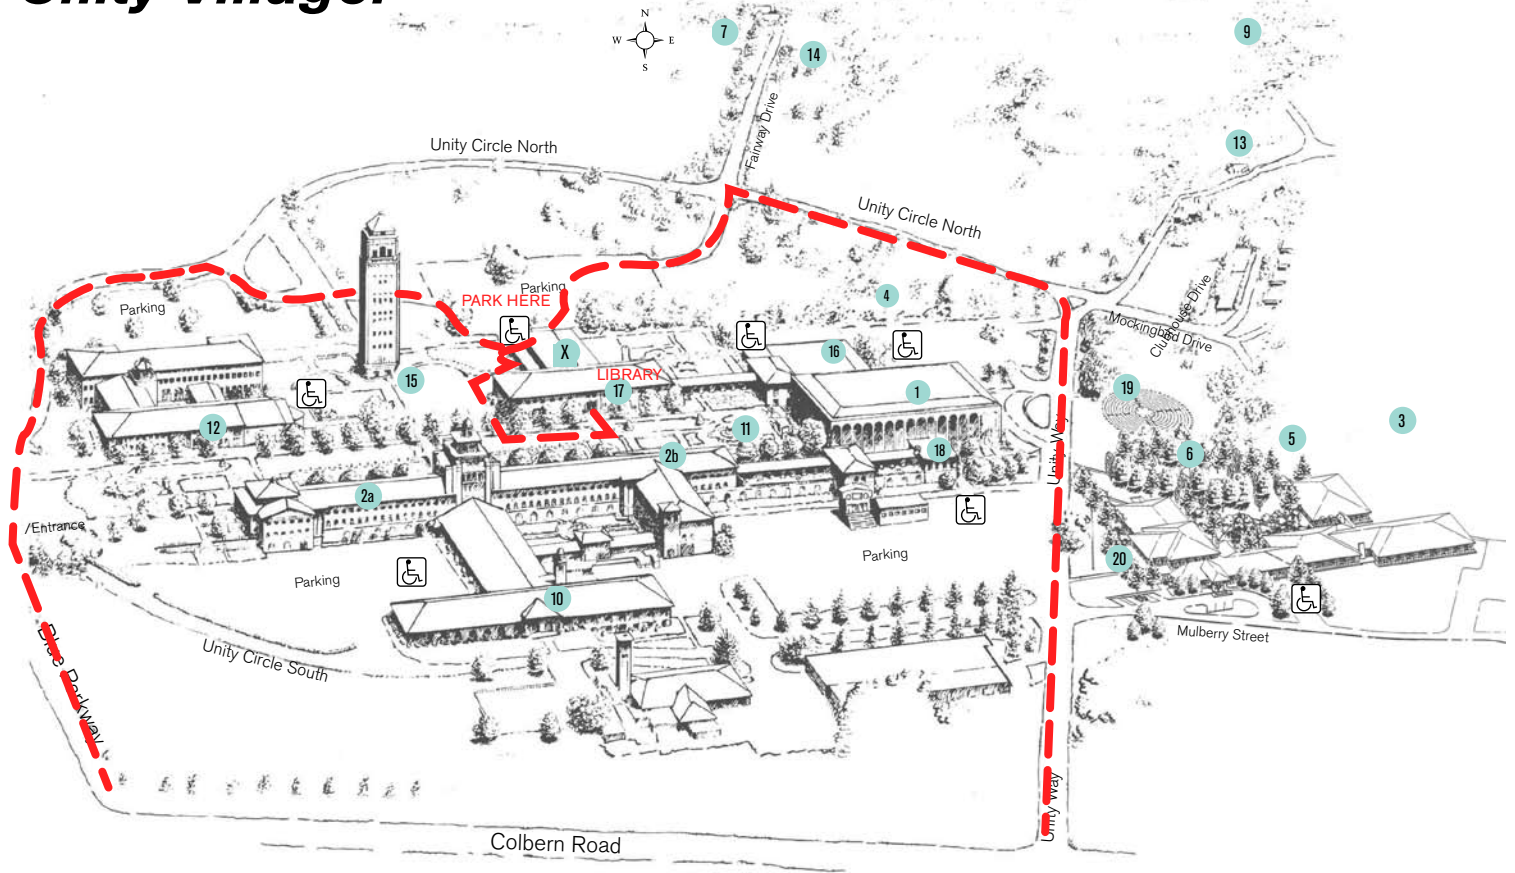 Unity Village.
N
W E
S
7
14
9
Fairway Drive
13
Unity Circle North
Unity Circle North
Parking
PARK HERE
Parking
4
Clubhouse Drive
Mockingbird Drive
X
16
LIBRARY
15
17
1
19
12
11
3
5
18
2b
6
Unity Way
2a
/Entrance
Parking
20
Parking
10
Mulberry Street
Blue Parkway
Unity Circle South
Unity Way
Colbern Road